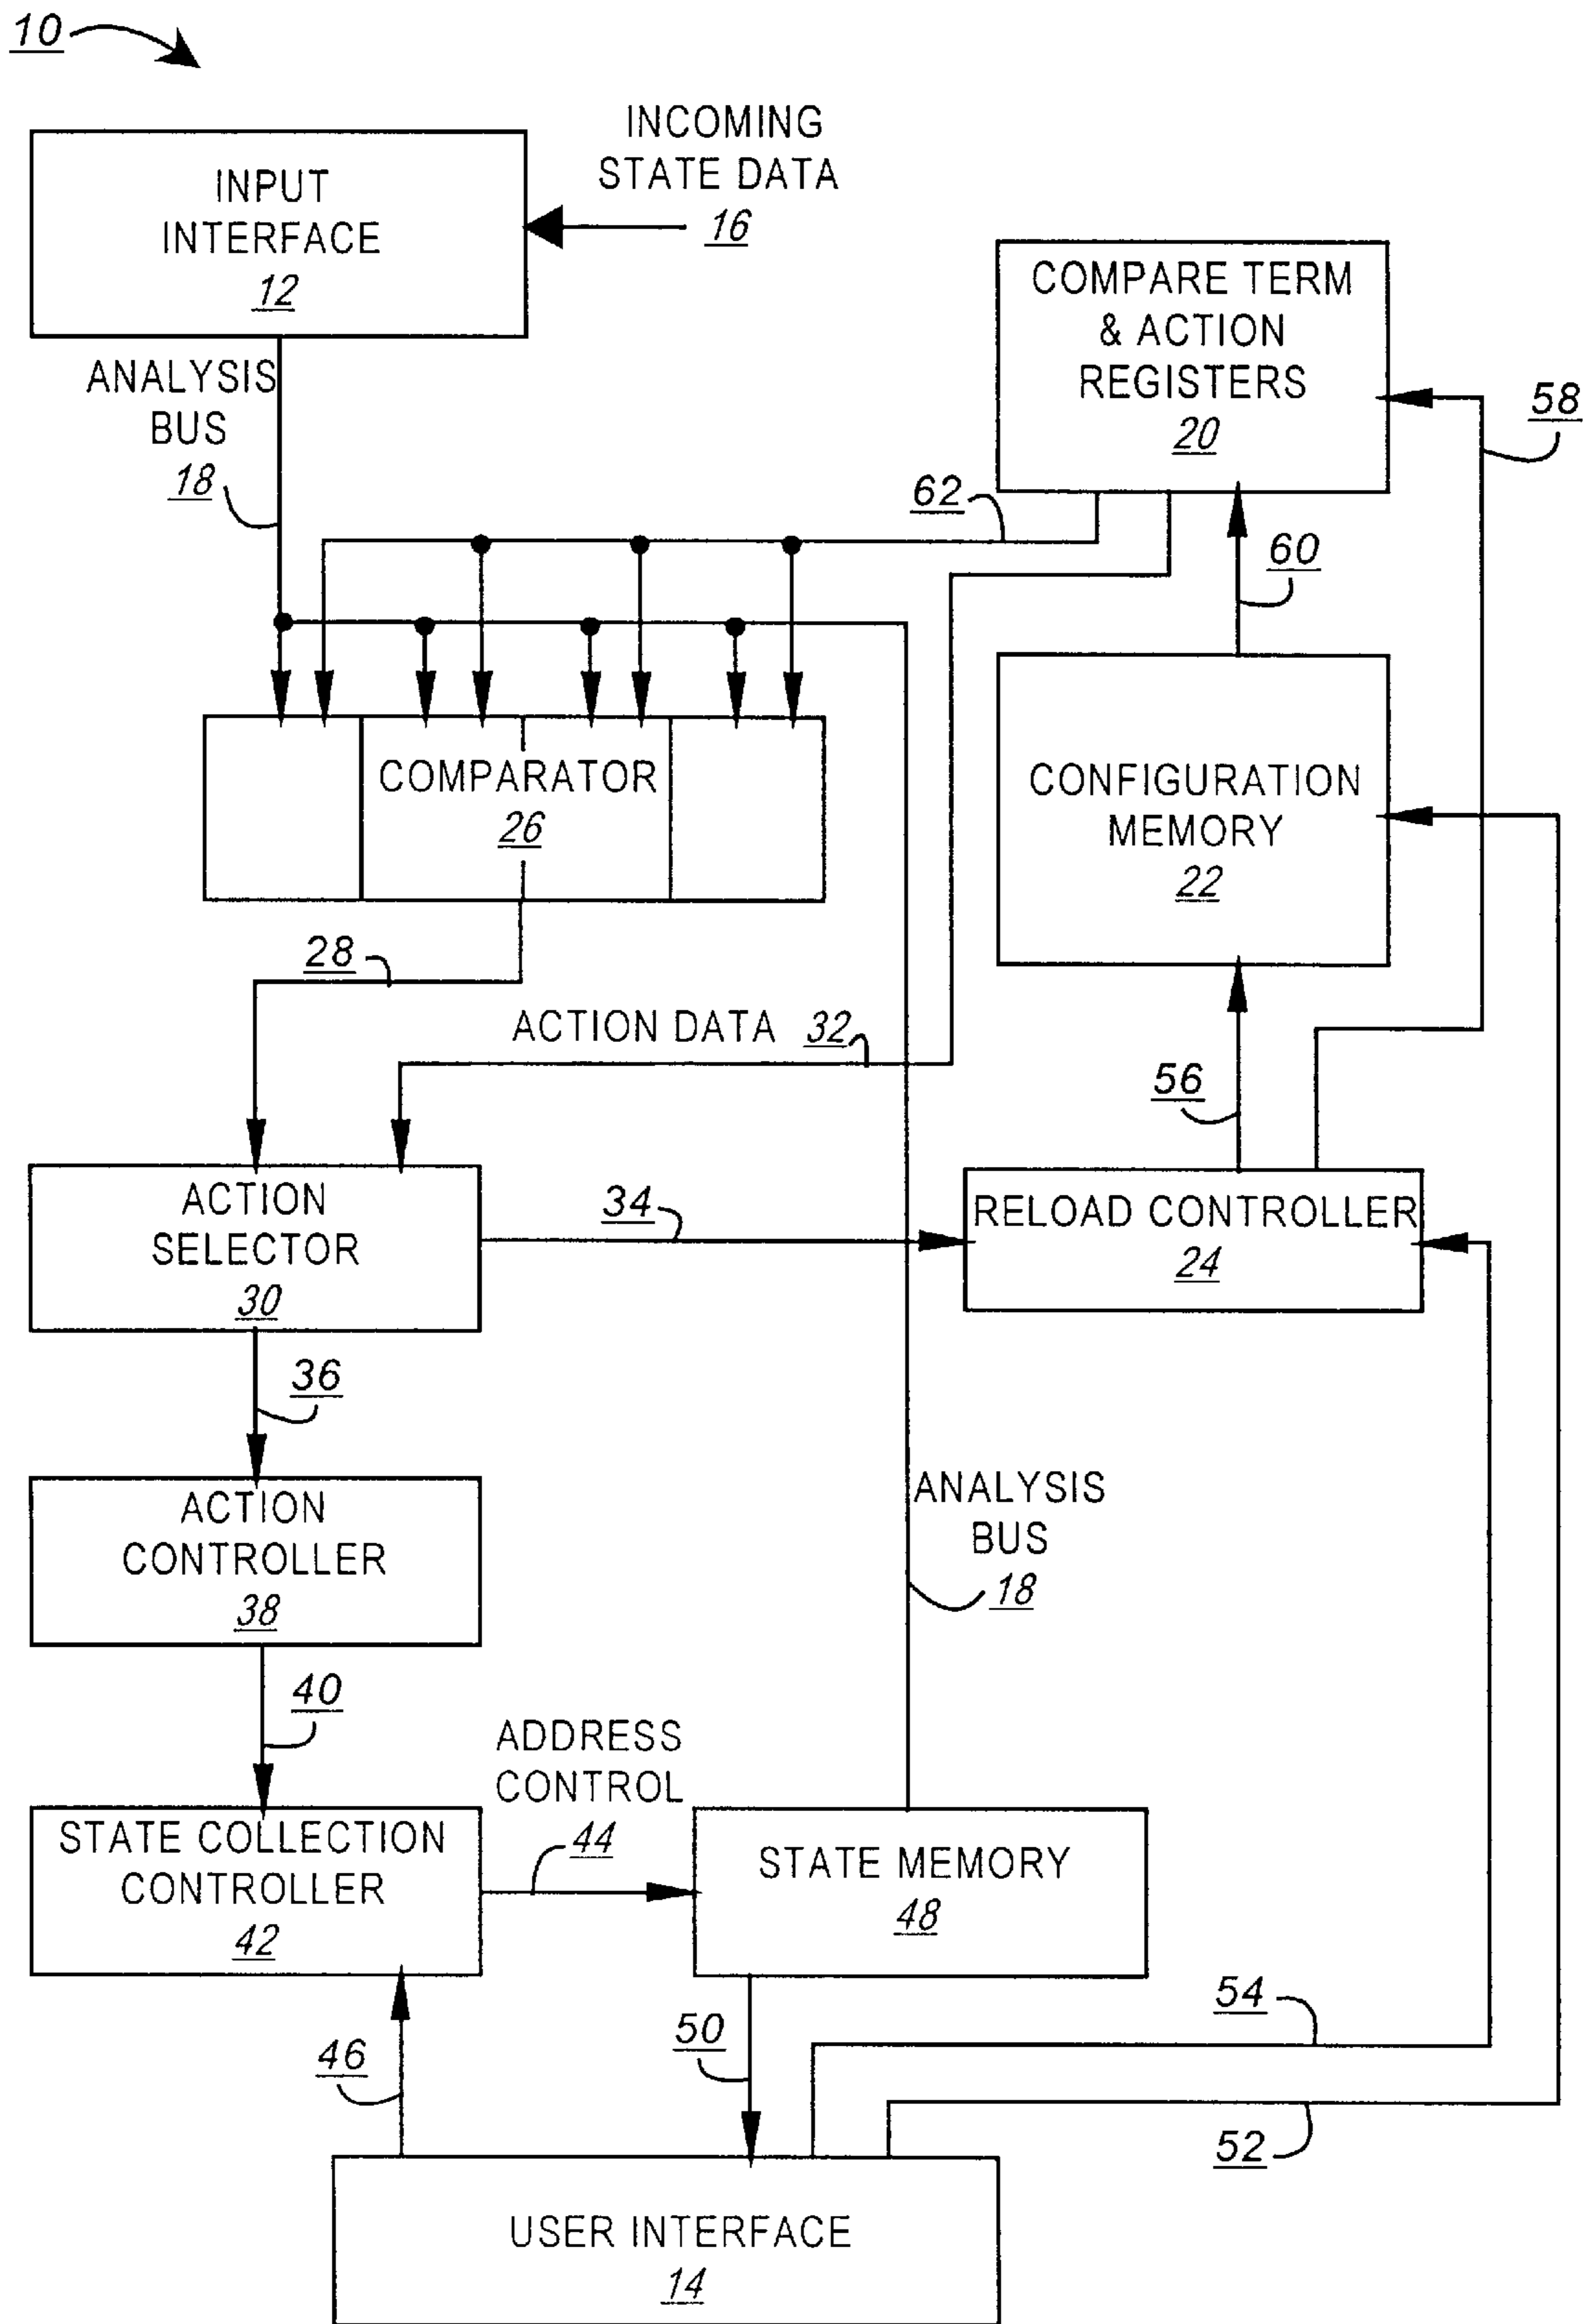 10
INCOMING
STATE DATA
16
INPUT
INTERFACE
12
COMPARE TERM
& ACTION
REGISTERS
20
ANALYSIS
BUS
18
58
62
60
COMPARATOR
26
CONFIGURATION
MEMORY
22
28
ACTION DATA 32
56
ACTION
SELECTOR
30
34
RELOAD CONTROLLER
24
36
ACTION
CONTROLLER
38
ANALYSIS
BUS
18
40
ADDRESS
CONTROL
44
STATE COLLECTION
CONTROLLER
42
STATE MEMORY
48
54
50
46
52
USER INTERFACE
14